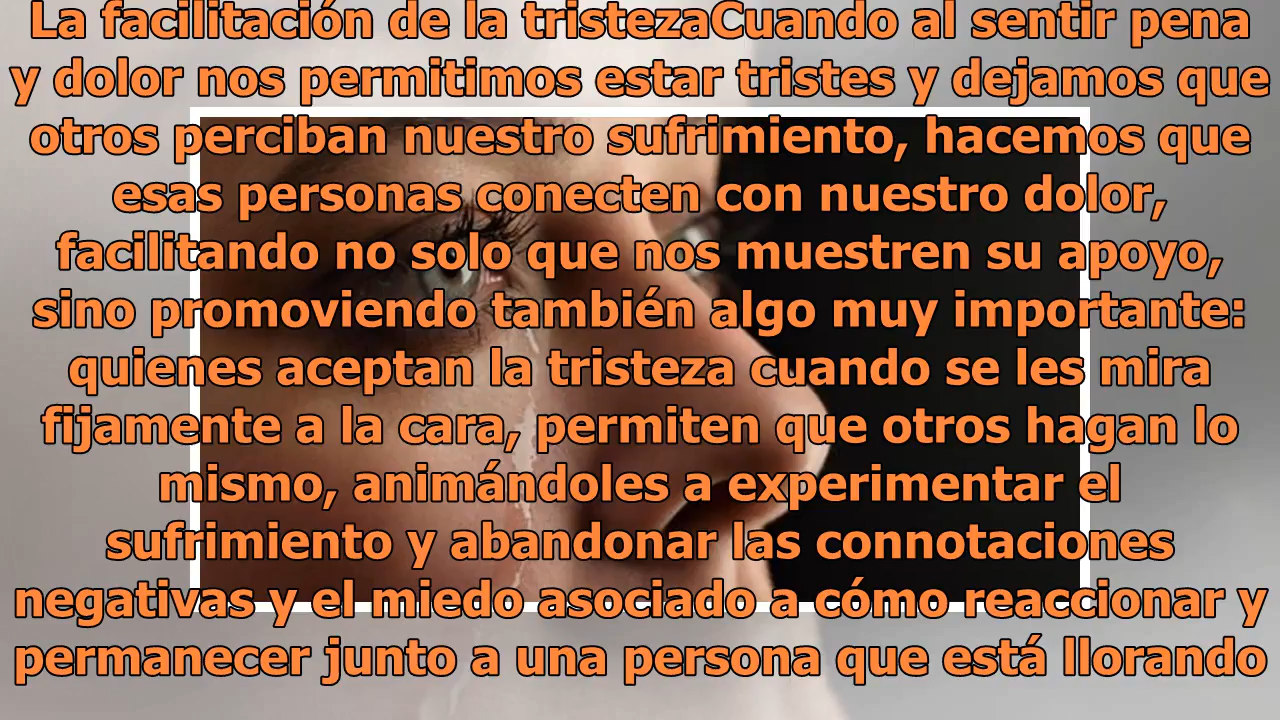 La facilitación de la tristezaCuando al sentir pena
y dolor nos permitimos estar tristes y dejamos que
otros perciban nuestro sufrimiento, hacemos que
esas personas conecten con nuestro dolor,
facilitando no solo que nos muestren su apoyo,
sino promoviendo también algo muy importante:
quienes aceptan la tristeza cuando se les mira
fijamente a la cara, permiten que otros hagan lo
mismo, animándoles a experimentar el
sufrimiento y abandonar las connotaciones
negativas y el miedo asociado a cómo reaccionar y
permanecer junto a una persona que está llorando